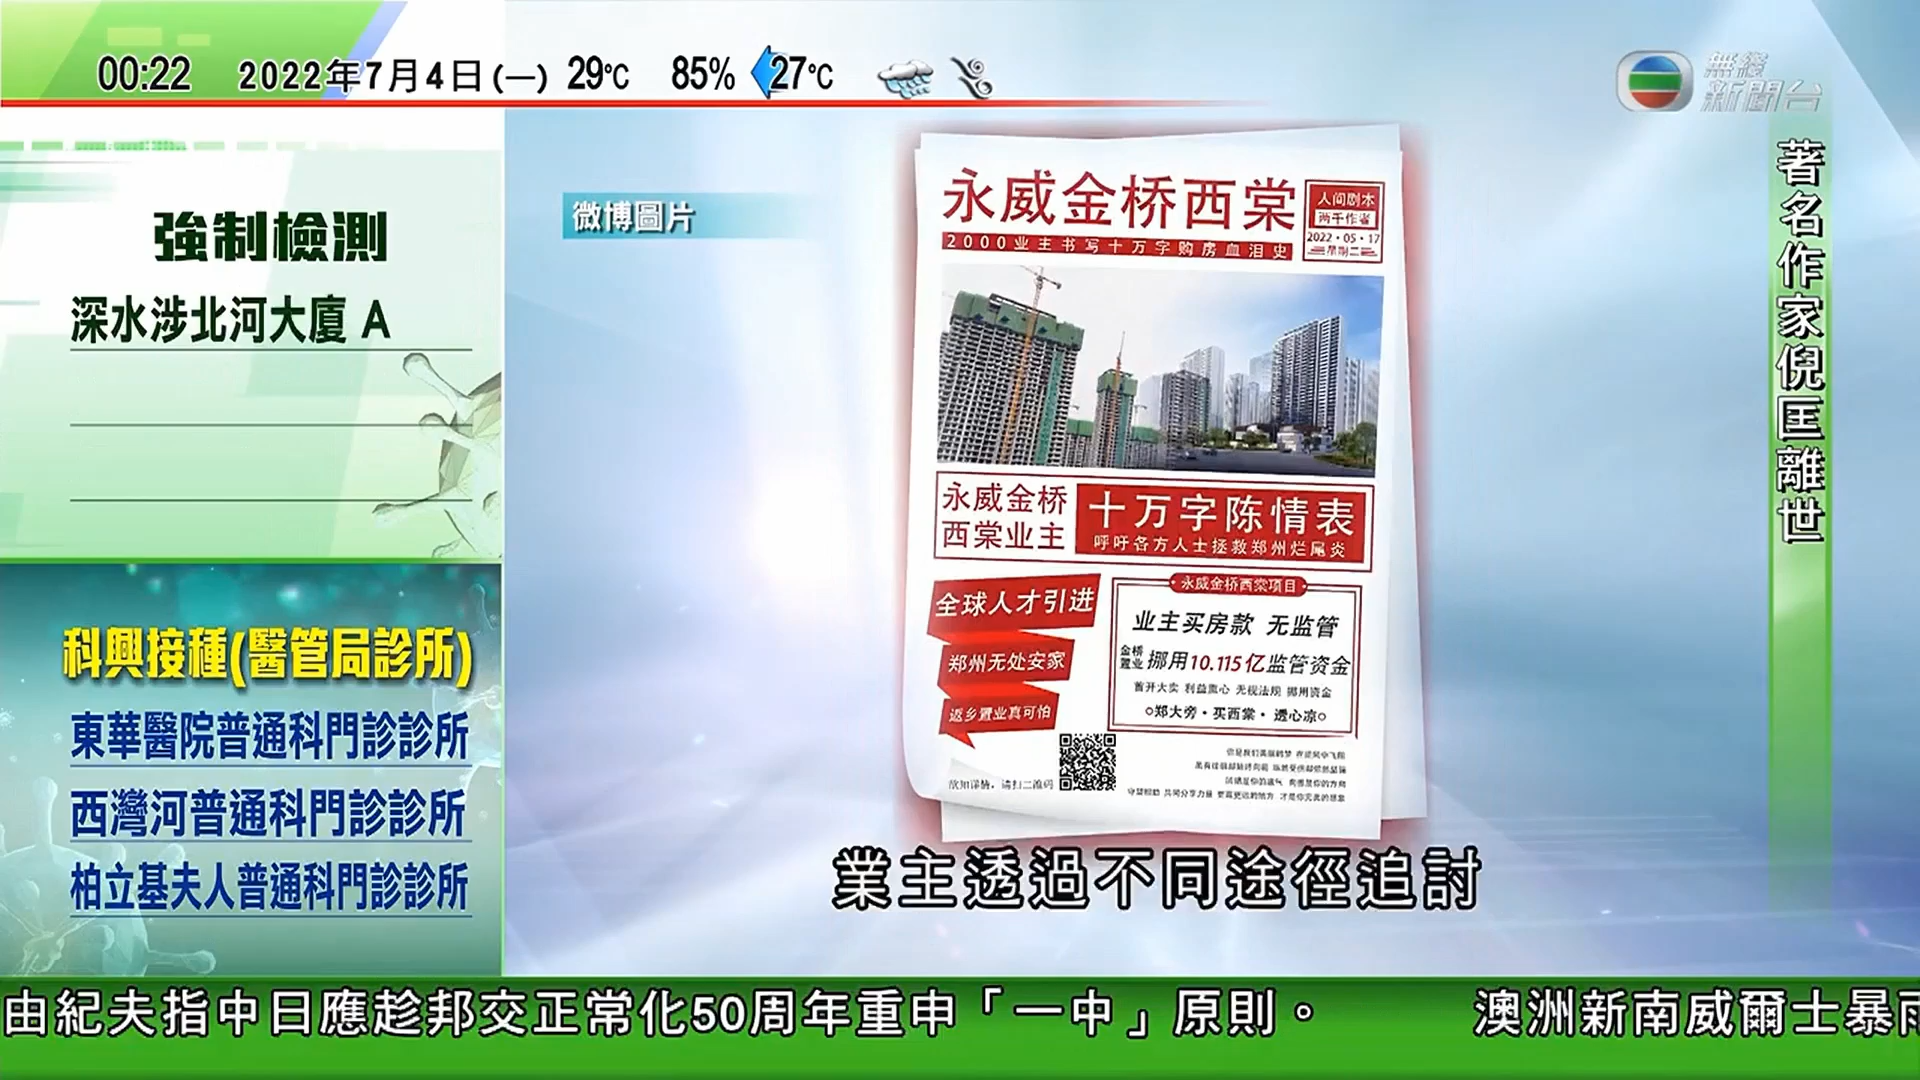 00:22 2022年7月4日(一) 29℃ 85% 27℃
無綫
新聞台
強制檢測
深水涉北河大廈 A
科興接種(醫管局診所)
東華醫院普通科門診診所
西灣河普通科門診診所
柏立基夫人普通科門診診所
微博圖片
永威金桥西棠
2000业主书写十万字购房血泪史
人间剧本
两千作者
2022·05·17
星期二
永威金桥
西棠业主
十万字陈情表
呼吁各方人士拯救郑州烂尾炎
全球人才引进
郑州无处安家
返乡置业真可怕
永威金桥西棠项目
业主买房款 无监管
金桥
置业
挪用10.115亿监管资金
首开大卖 利益熏心 无视法规 挪用资金
郑大旁·买西棠·透心凉
欲知详情，请扫二维码
業主透過不同途徑追討
著名作家倪匡離世
由紀夫指中日應趁邦交正常化50周年重申「一中」原則。 澳洲新南威爾士暴雨